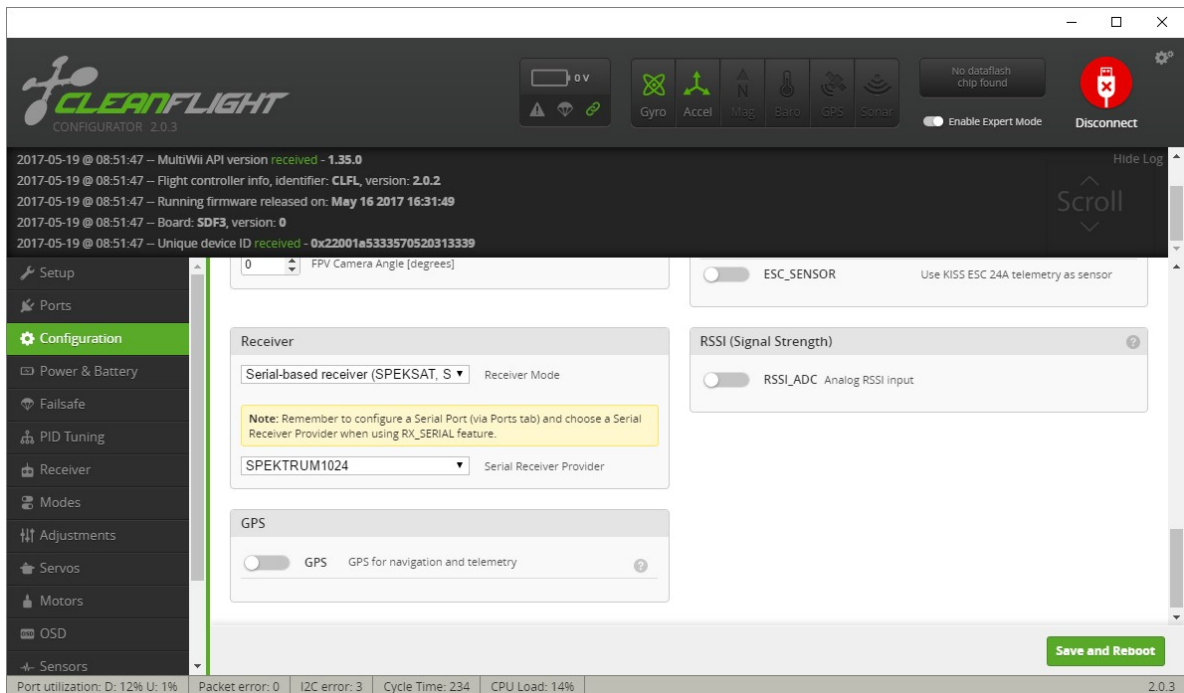 CLEANFLIGHT
CONFIGURATOR 2.0.3
0 V
Gyro
Accel
Mag
Baro
GPS
Sonar
No dataflash
chip found
Enable Expert Mode
Disconnect
2017-05-19 @ 08:51:47 -- MultiWii API version received - 1.35.0
Hide Log
2017-05-19 @ 08:51:47 -- Flight controller info, identifier: CLFL, version: 2.0.2
2017-05-19 @ 08:51:47 -- Running firmware released on: May 16 2017 16:31:49
2017-05-19 @ 08:51:47 -- Board: SDF3, version: 0
2017-05-19 @ 08:51:47 -- Unique device ID received - 0x22001a5333570520313339
Scroll
Setup
Ports
Configuration
Power & Battery
Failsafe
PID Tuning
Receiver
Modes
Adjustments
Servos
Motors
OSD
Sensors
0 FPV Camera Angle [degrees]
ESC_SENSOR Use KISS ESC 24A telemetry as sensor
Receiver
Serial-based receiver (SPEKSAT, S Receiver Mode
Note: Remember to configure a Serial Port (via Ports tab) and choose a Serial
Receiver Provider when using RX_SERIAL feature.
SPEKTRUM1024 Serial Receiver Provider
RSSI (Signal Strength) ?
RSSI_ADC Analog RSSI input
GPS
GPS GPS for navigation and telemetry ?
Save and Reboot
Port utilization: D: 12% U: 1% Packet error: 0 I2C error: 3 Cycle Time: 234 CPU Load: 14% 2.0.3